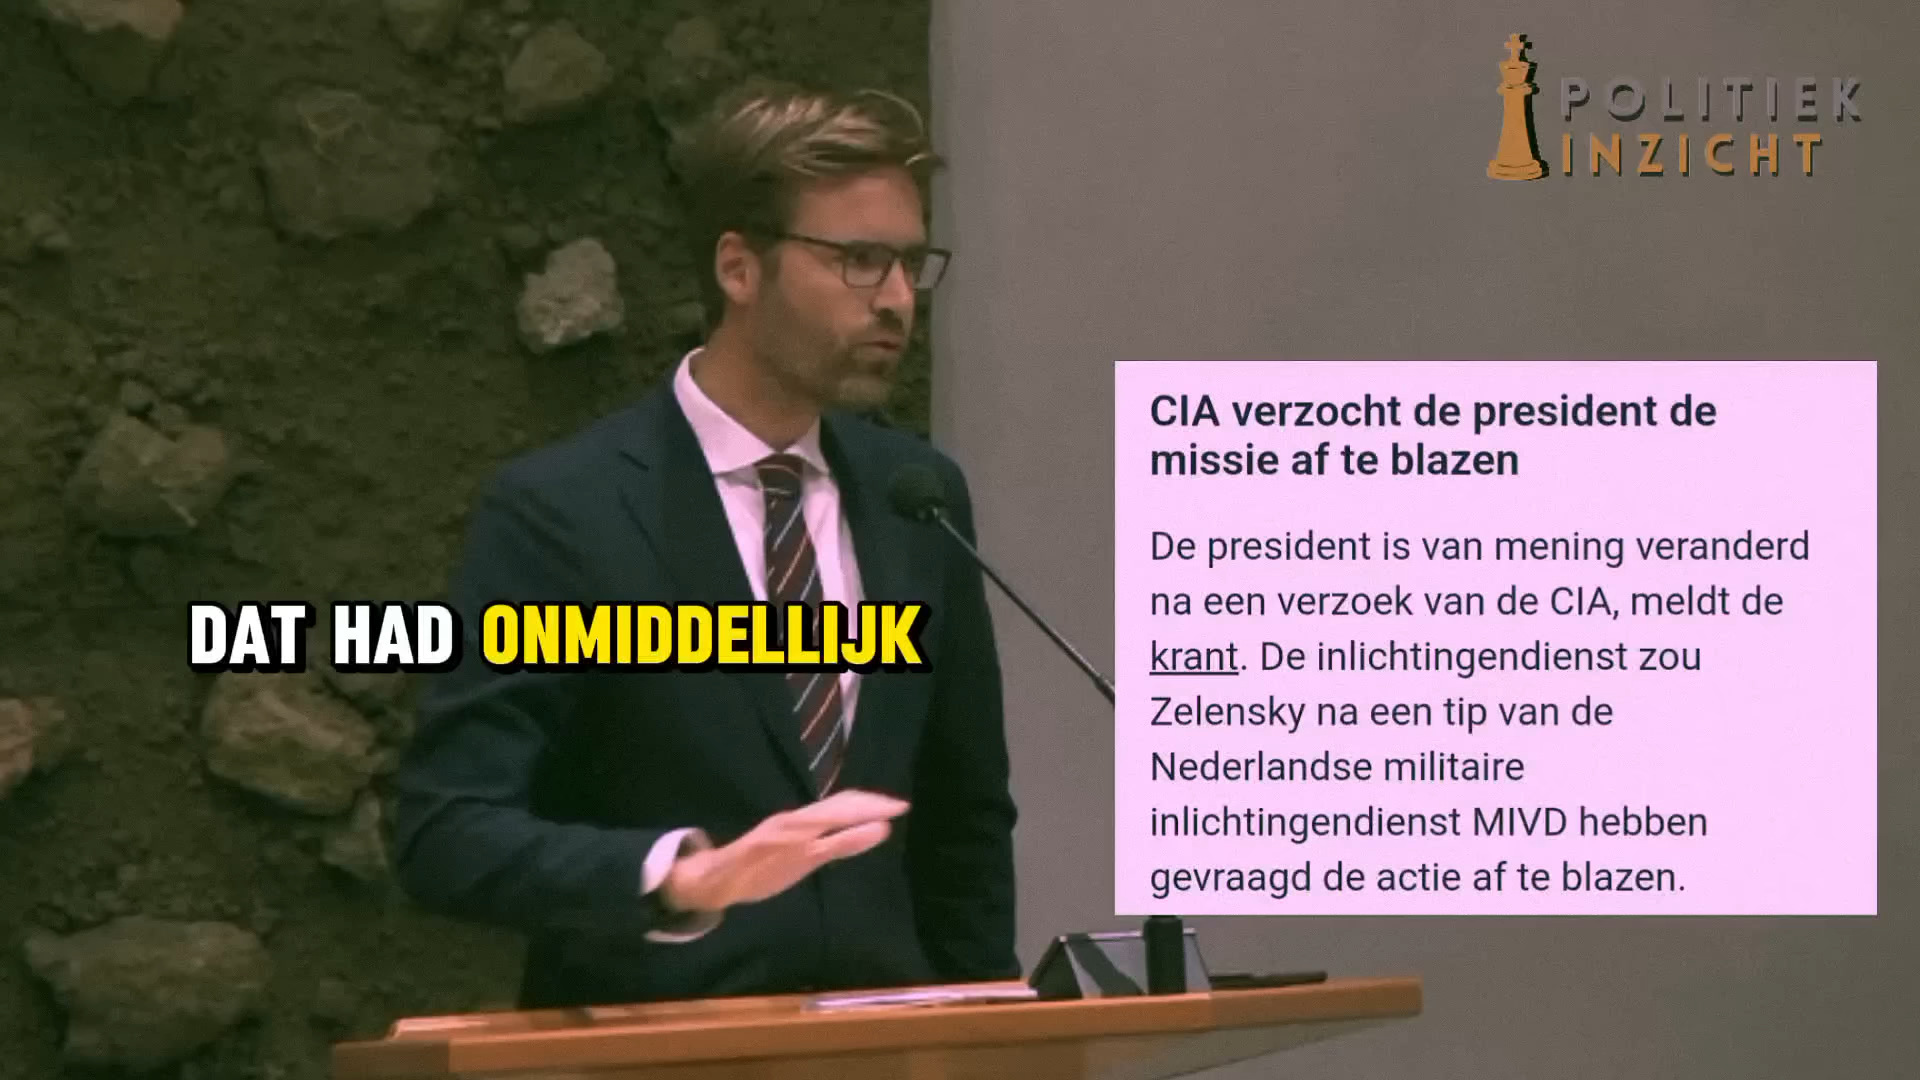 POLITIEK
INZICHT
CIA verzocht de president de
missie af te blazen
De president is van mening veranderd
na een verzoek van de CIA, meldt de
krant. De inlichtingendienst zou
Zelensky na een tip van de
Nederlandse militaire
inlichtingendienst MIVD hebben
gevraagd de actie af te blazen.
DAT HAD ONMIDDELLIJK